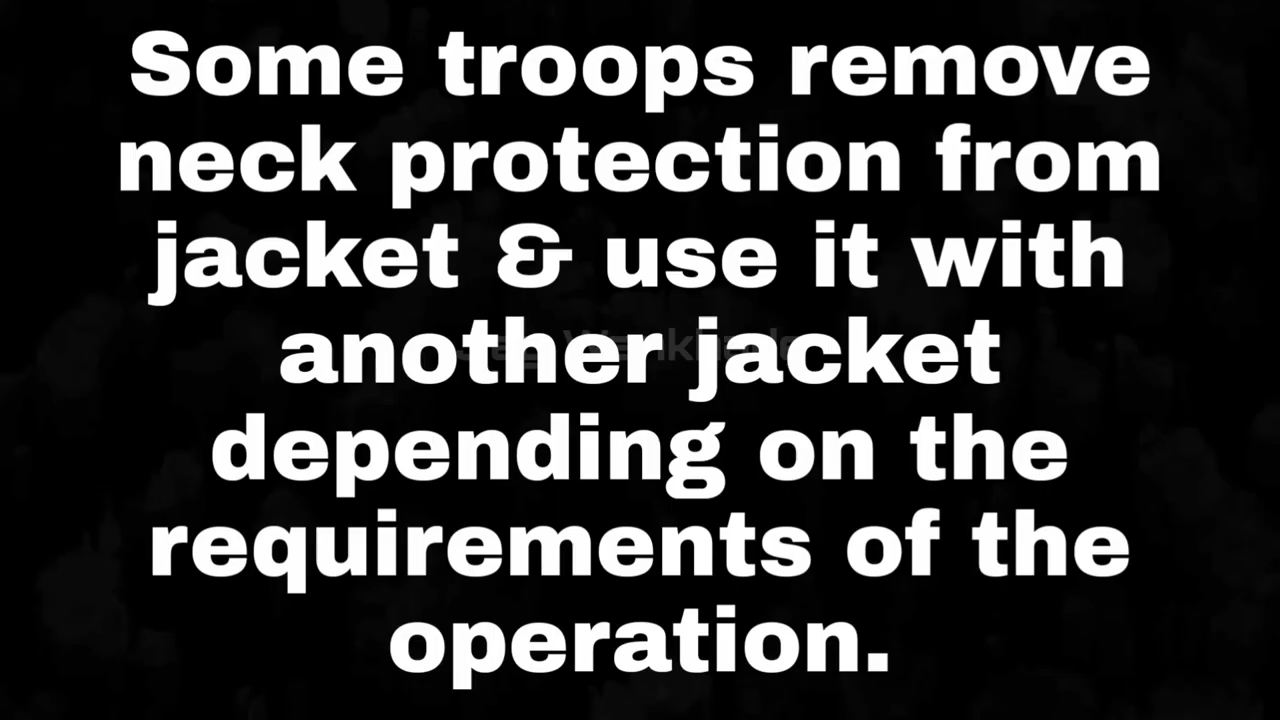 Some troops remove
neck protection from
jacket & use it with
another jacket
depending on the
requirements of the
operation.